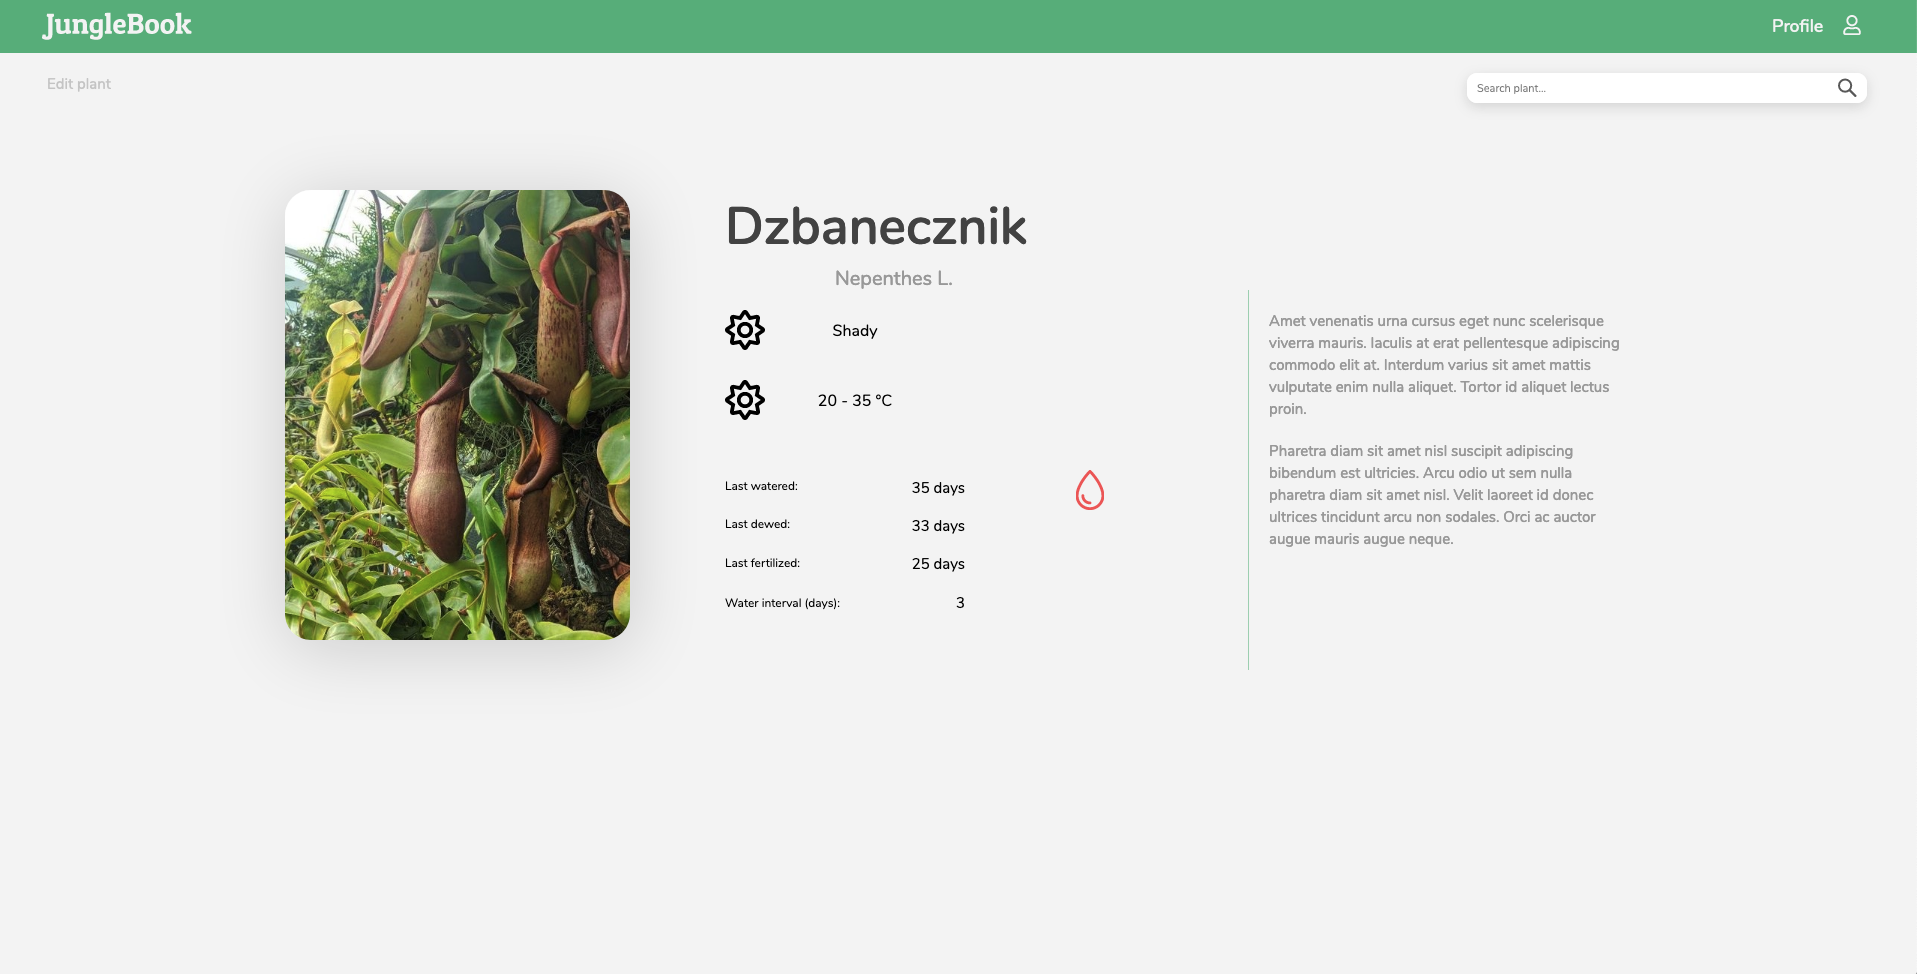 JungleBook
Profile
Edit plant
Search plant...
Dzbanecznik
Nepenthes L.
Shady
20 - 35 °C
Last watered: 35 days
Last dewed: 33 days
Last fertilized: 25 days
Water interval (days): 3
Amet venenatis urna cursus eget nunc scelerisque
viverra mauris. Iaculis at erat pellentesque adipiscing
commodo elit at. Interdum varius sit amet mattis
vulputate enim nulla aliquet. Tortor id aliquet lectus
proin.
Pharetra diam sit amet nisl suscipit adipiscing
bibendum est ultricies. Arcu odio ut sem nulla
pharetra diam sit amet nisl. Velit laoreet id donec
ultrices tincidunt arcu non sodales. Orci ac auctor
augue mauris augue neque.